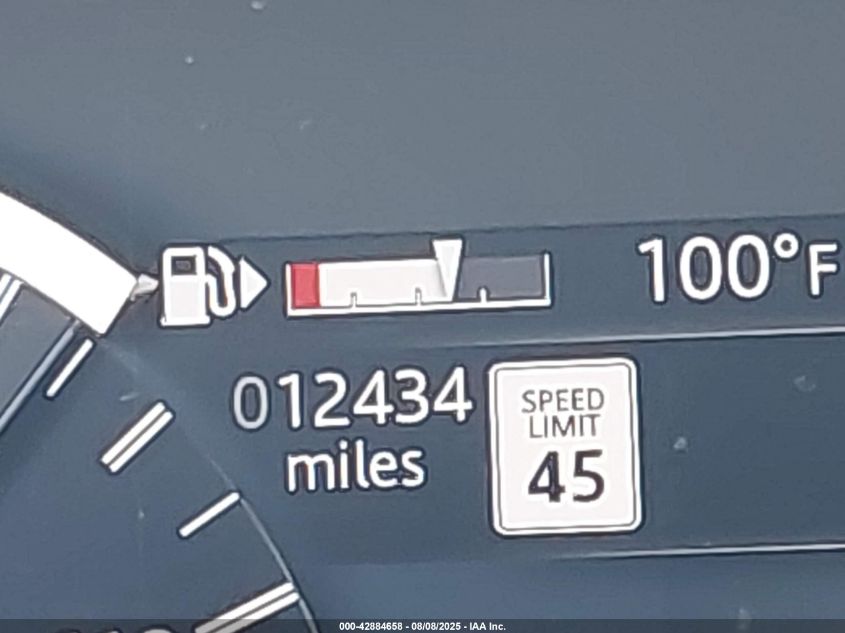 100°F
012434
miles
SPEED
LIMIT
45
000-42884658 - 08/08/2025 - IAA Inc.